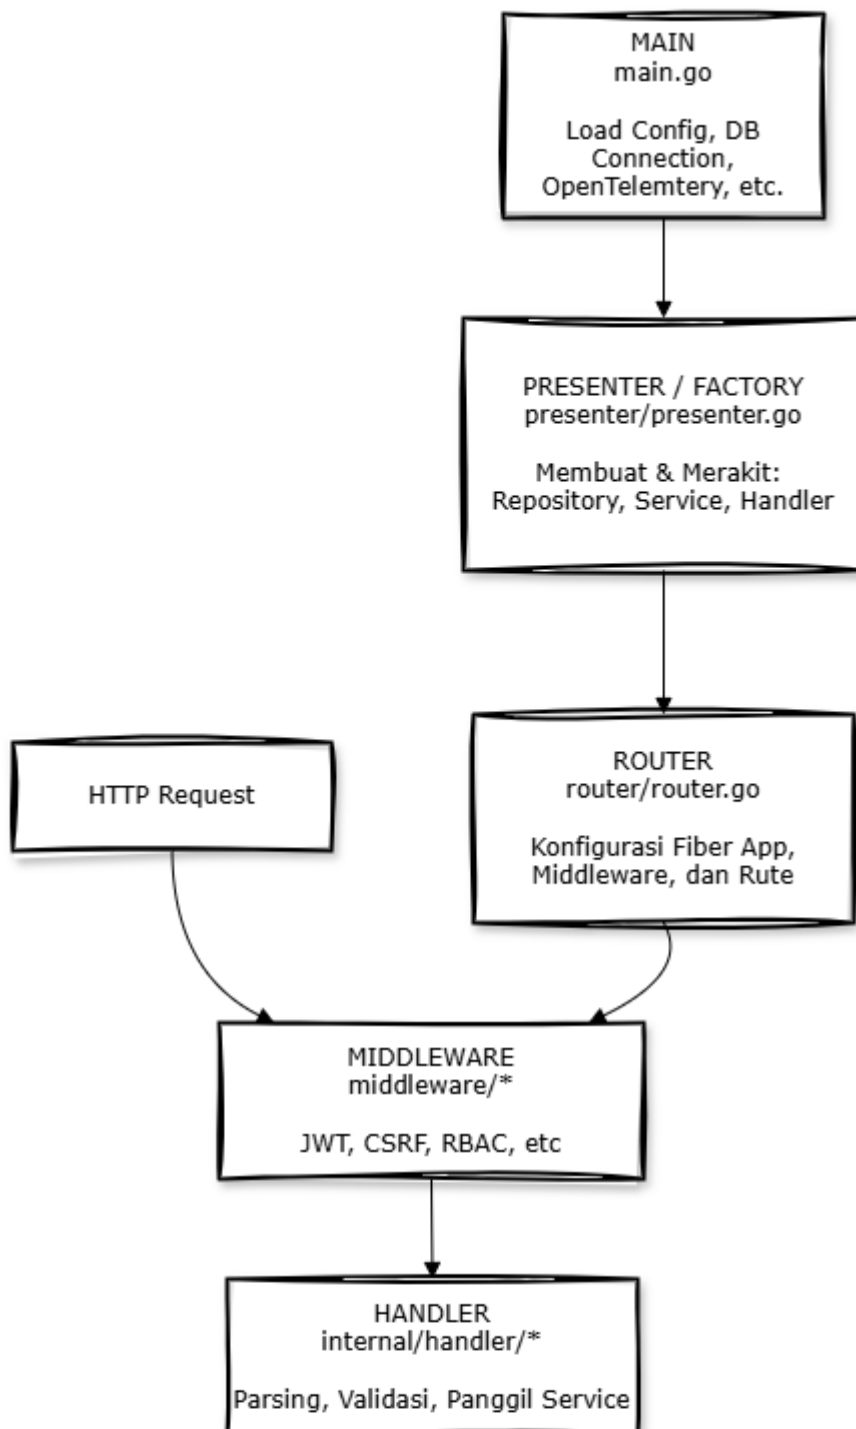 MAIN
main.go
Load Config, DB
Connection,
OpenTelemtery, etc.
PRESENTER / FACTORY
presenter/presenter.go
Membuat & Merakit:
Repository, Service, Handler
ROUTER
router/router.go
Konfigurasi Fiber App,
Middleware, dan Rute
HTTP Request
MIDDLEWARE
middleware/*
JWT, CSRF, RBAC, etc
HANDLER
internal/handler/*
Parsing, Validasi, Panggil Service